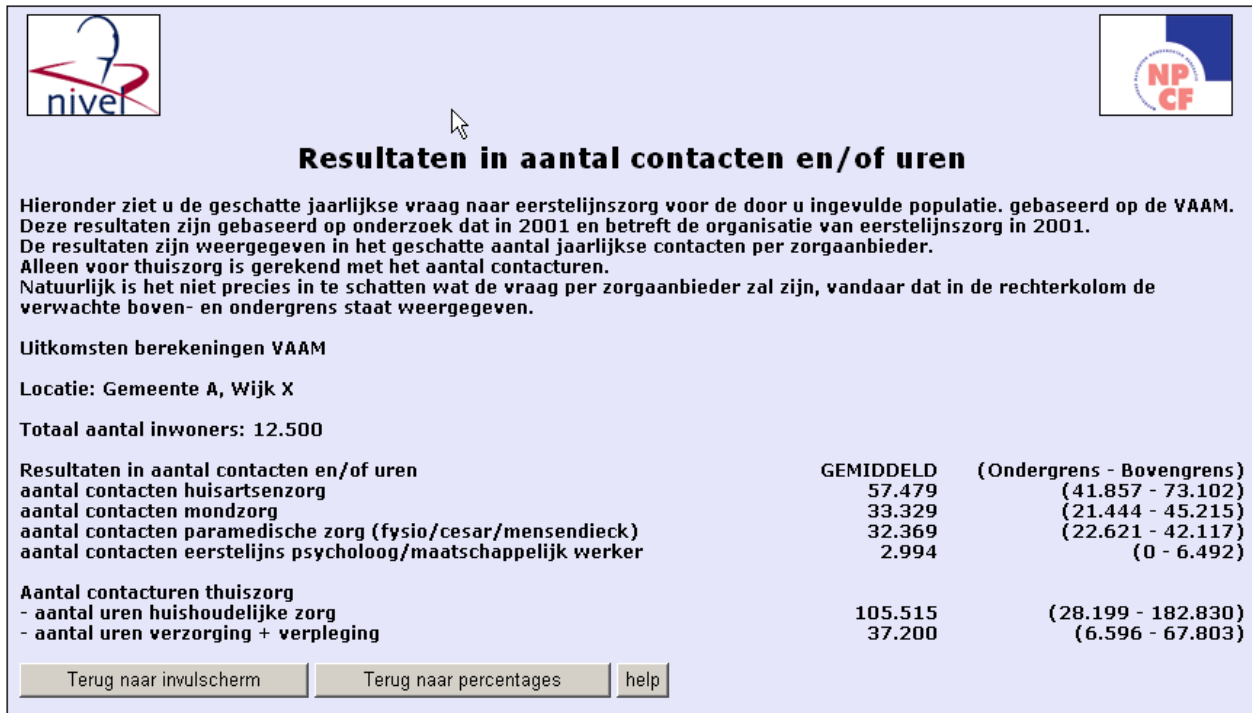 nivel
NPCF
Resultaten in aantal contacten en/of uren
Hieronder ziet u de geschatte jaarlijkse vraag naar eerstelijnszorg voor de door u ingevulde populatie. gebaseerd op de VAAM.
Deze resultaten zijn gebaseerd op onderzoek dat in 2001 en betreft de organisatie van eerstelijnszorg in 2001.
De resultaten zijn weergegeven in het geschatte aantal jaarlijkse contacten per zorgaanbieder.
Alleen voor thuiszorg is gerekend met het aantal contacturen.
Natuurlijk is het niet precies in te schatten wat de vraag per zorgaanbieder zal zijn, vandaar dat in de rechterkolom de
verwachte boven- en ondergrens staat weergegeven.
Uitkomsten berekeningen VAAM
Locatie: Gemeente A, Wijk X
Totaal aantal inwoners: 12.500
Resultaten in aantal contacten en/of uren GEMIDDELD (Ondergrens - Bovengrens)
aantal contacten huisartsenzorg 57.479 (41.857 - 73.102)
aantal contacten mondzorg 33.329 (21.444 - 45.215)
aantal contacten paramedische zorg (fysio/cesar/mensendieck) 32.369 (22.621 - 42.117)
aantal contacten eerstelijns psycholoog/maatschappelijk werker 2.994 (0 - 6.492)
Aantal contacturen thuiszorg
- aantal uren huishoudelijke zorg 105.515 (28.199 - 182.830)
- aantal uren verzorging + verpleging 37.200 (6.596 - 67.803)
Terug naar invulscherm Terug naar percentages help